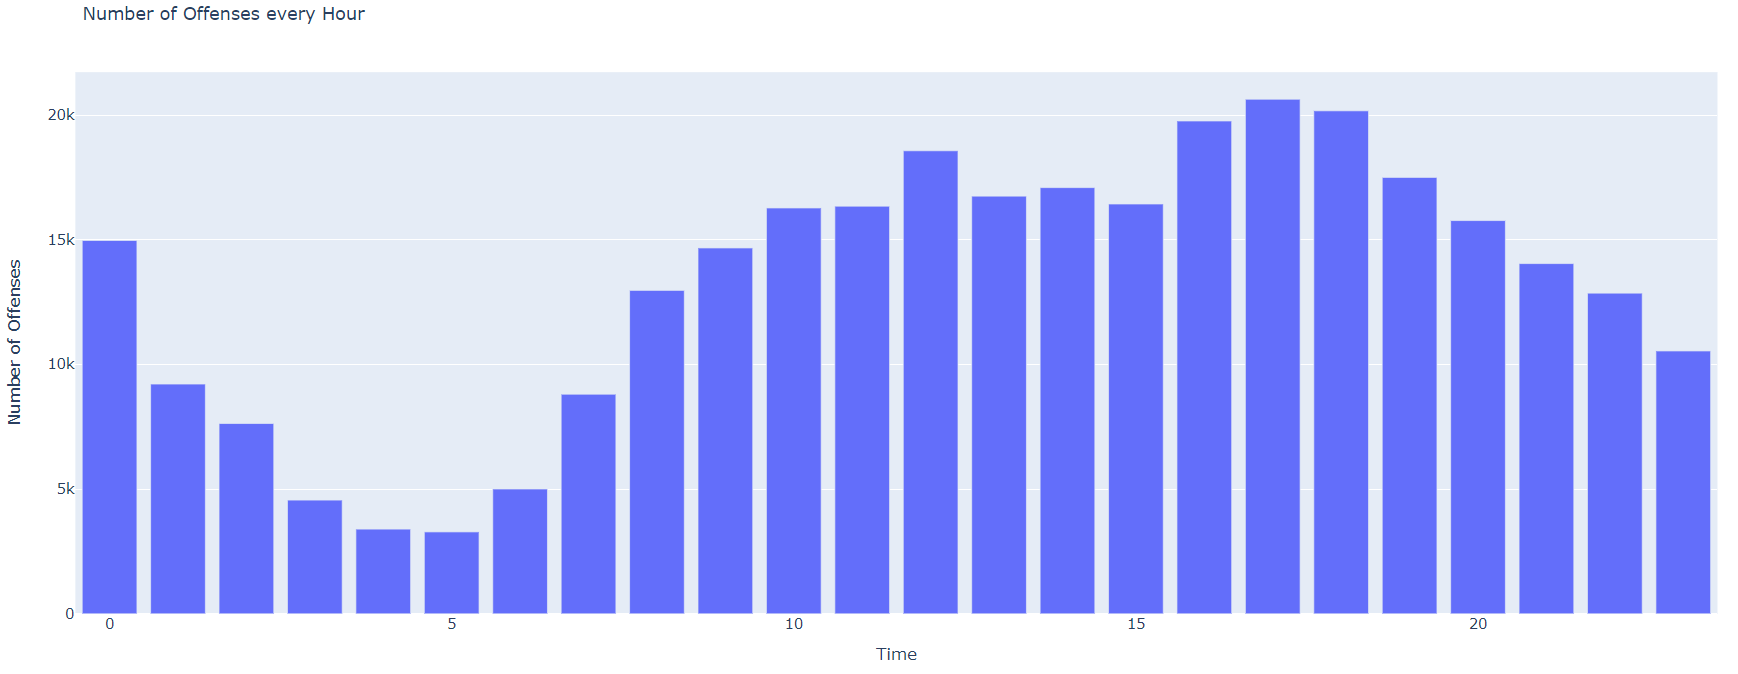 Number of Offenses every Hour
Number of Offenses
20k
15k
10k
5k
0
0 5 10 15 20
Time